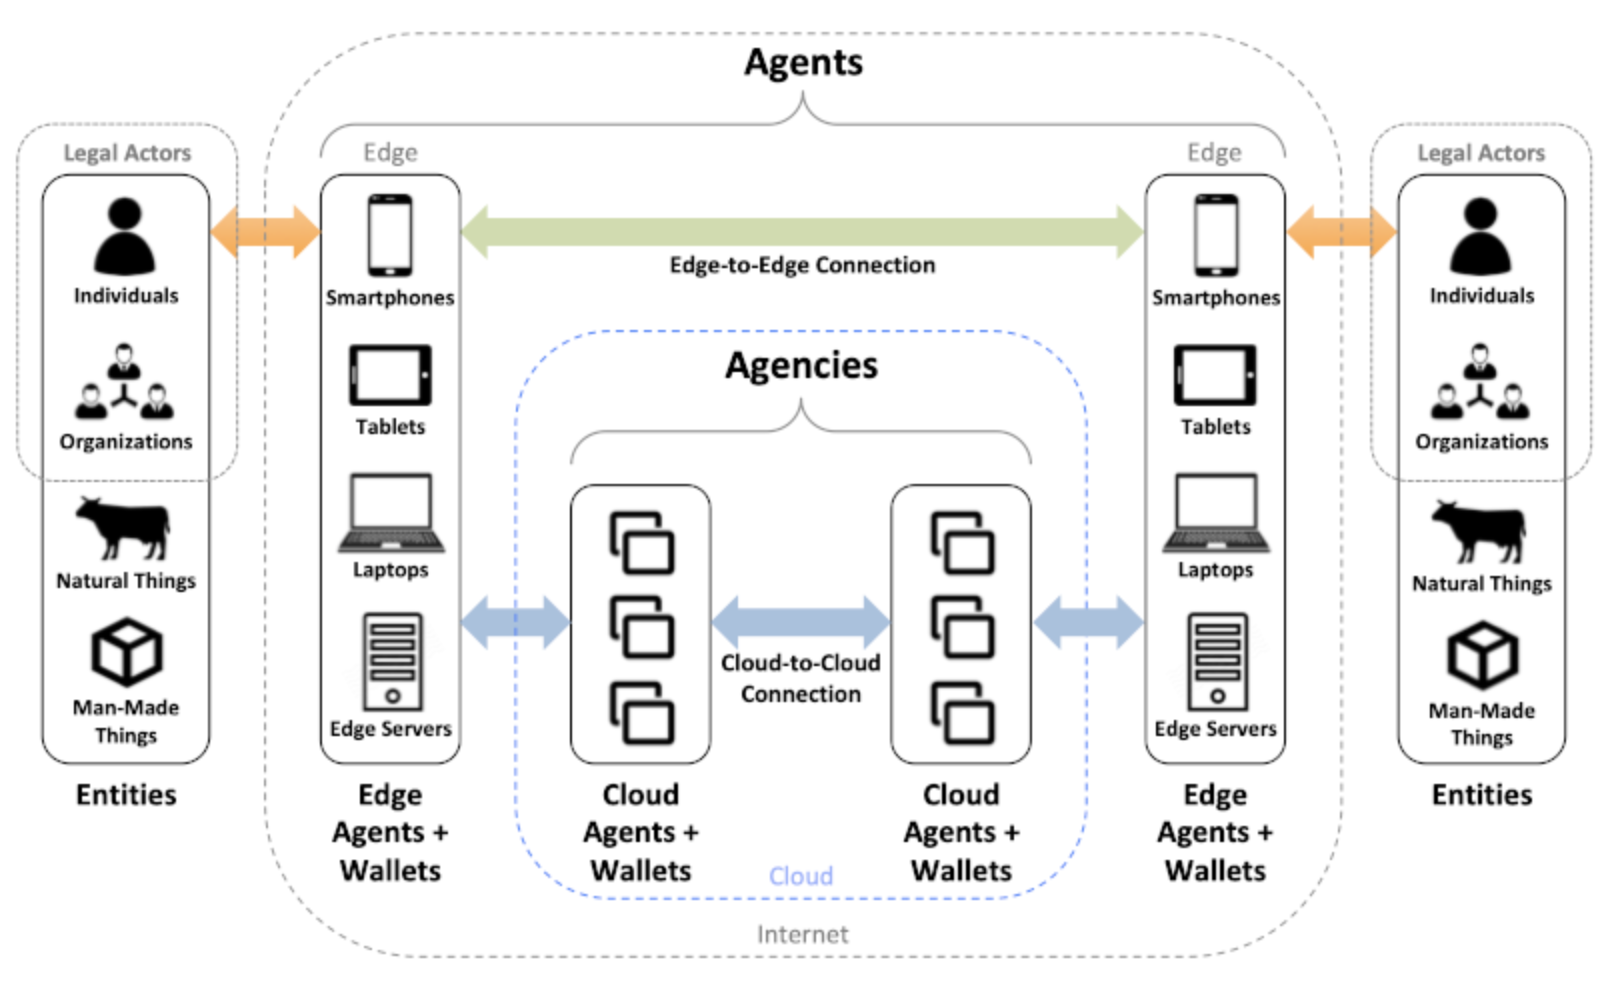 Agents
Legal Actors
Edge
Edge
Legal Actors
Individuals
Smartphones
Edge-to-Edge Connection
Smartphones
Individuals
Agencies
Organizations
Tablets
Tablets
Organizations
Natural Things
Laptops
Laptops
Natural Things
Man-Made
Things
Edge Servers
Cloud-to-Cloud
Connection
Edge Servers
Man-Made
Things
Entities
Edge
Agents +
Wallets
Cloud
Agents +
Wallets
Cloud
Agents +
Wallets
Edge
Agents +
Wallets
Entities
Cloud
Internet